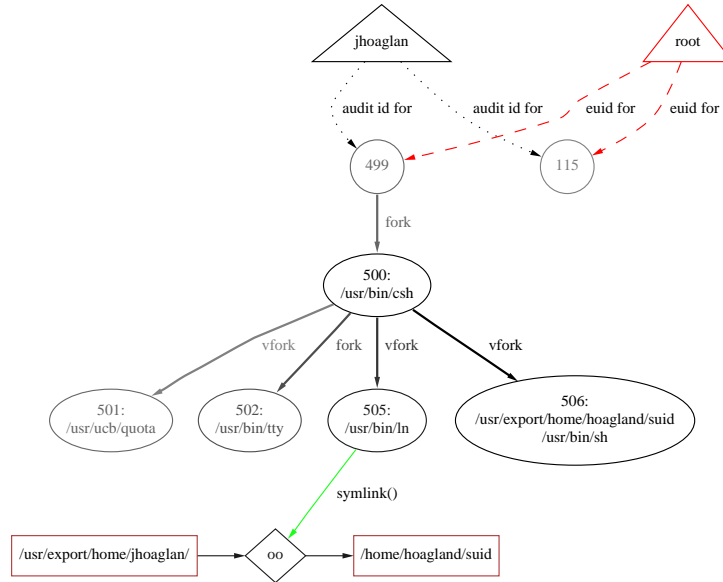 jhoaglan
root
audit id for
audit id for
euid for
euid for
499
115
fork
500:
/usr/bin/csh
vfork
fork
vfork
vfork
501:
/usr/ucb/quota
502:
/usr/bin/tty
505:
/usr/bin/ln
506:
/usr/export/home/hoagland/suid
/usr/bin/sh
symlink()
/usr/export/home/jhoaglan/
oo
/home/hoagland/suid